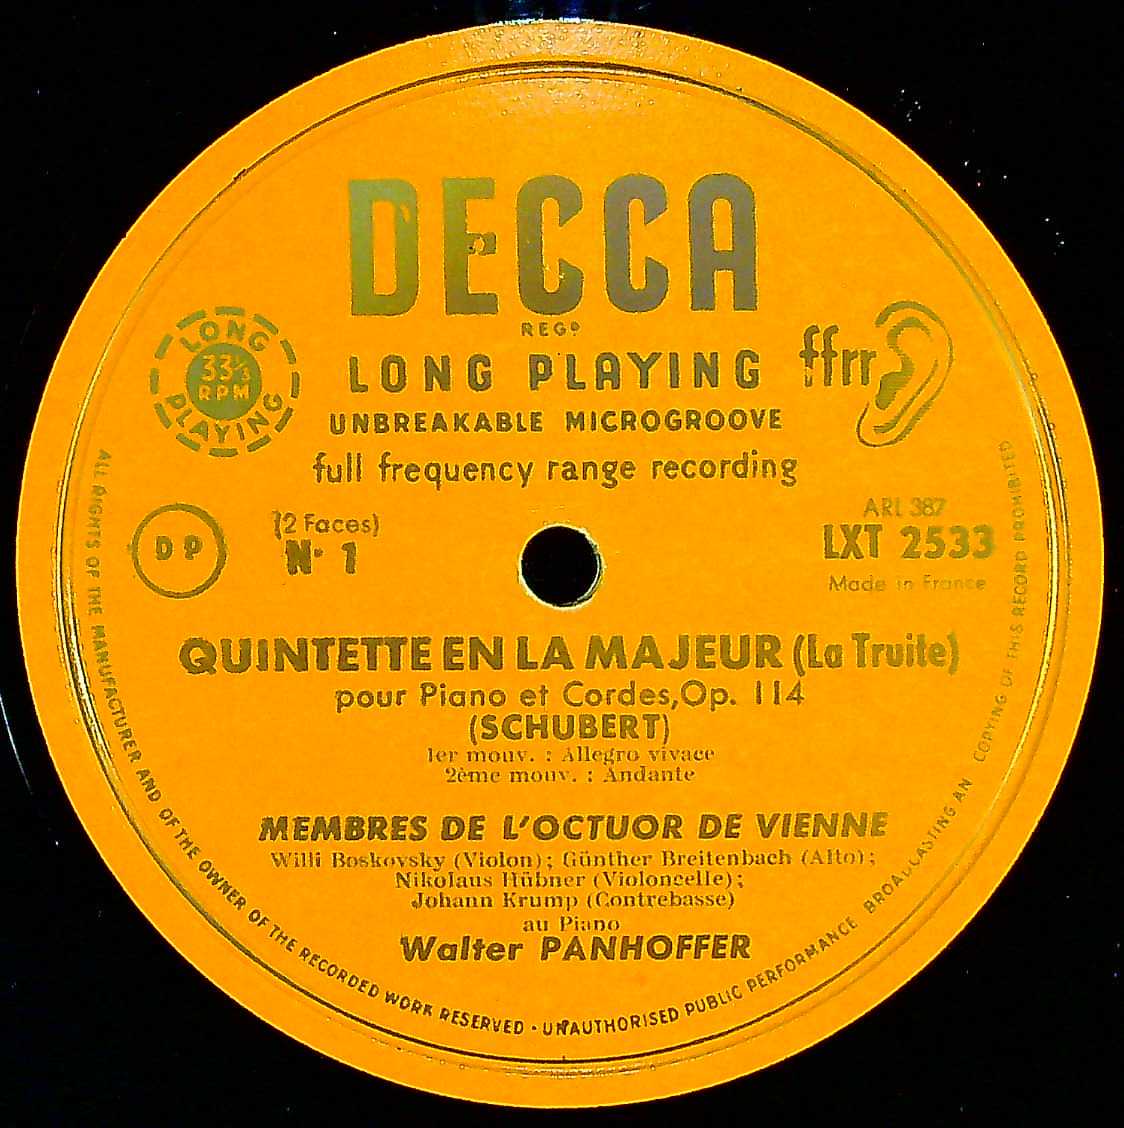 DECCA
REGD
LONG PLAYING
33⅓
RPM
LONG PLAYING
ffrr
UNBREAKABLE MICROGROOVE
full frequency range recording
DP
(2 Faces)
N° 1
ARL 387
LXT 2533
Made in France
QUINTETTE EN LA MAJEUR (La Truite)
pour Piano et Cordes, Op. 114
(SCHUBERT)
1er mouv. : Allegro vivace
2ème mouv. : Andante
MEMBRES DE L'OCTUOR DE VIENNE
Willi Boskovsky (Violon) ; Günther Breitenbach (Alto) ;
Nikolaus Hübner (Violoncelle) ;
Johann Krump (Contrebasse)
au Piano
Walter PANHOFFER
ALL RIGHTS OF THE MANUFACTURER AND OF THE OWNER OF THE RECORDED WORK RESERVED · UNAUTHORISED PUBLIC PERFORMANCE BROADCASTING AN COPYING OF THIS RECORD PROHIBITED